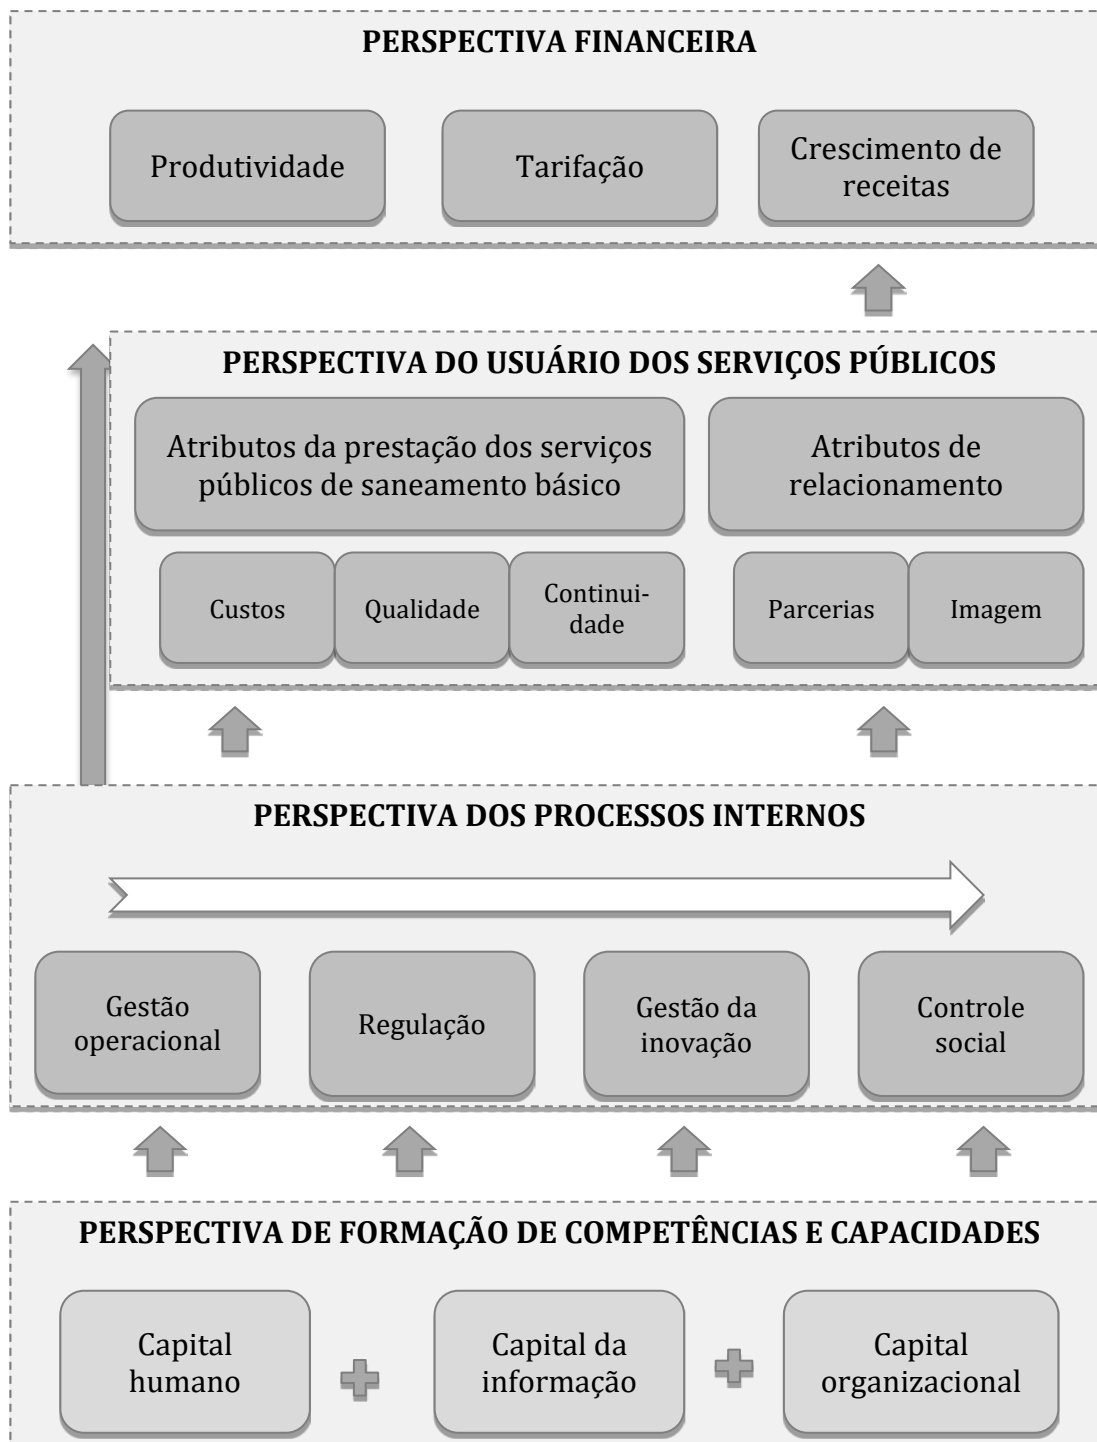 PERSPECTIVA FINANCEIRA
Produtividade
Tarifação
Crescimento de
receitas
PERSPECTIVA DO USUÁRIO DOS SERVIÇOS PÚBLICOS
Atributos da prestação dos serviços
públicos de saneamento básico
Atributos de
relacionamento
Custos
Qualidade
Continui-
dade
Parcerias
Imagem
PERSPECTIVA DOS PROCESSOS INTERNOS
Gestão
operacional
Regulação
Gestão da
inovação
Controle
social
PERSPECTIVA DE FORMAÇÃO DE COMPETÊNCIAS E CAPACIDADES
Capital
humano
Capital da
informação
Capital
organizacional